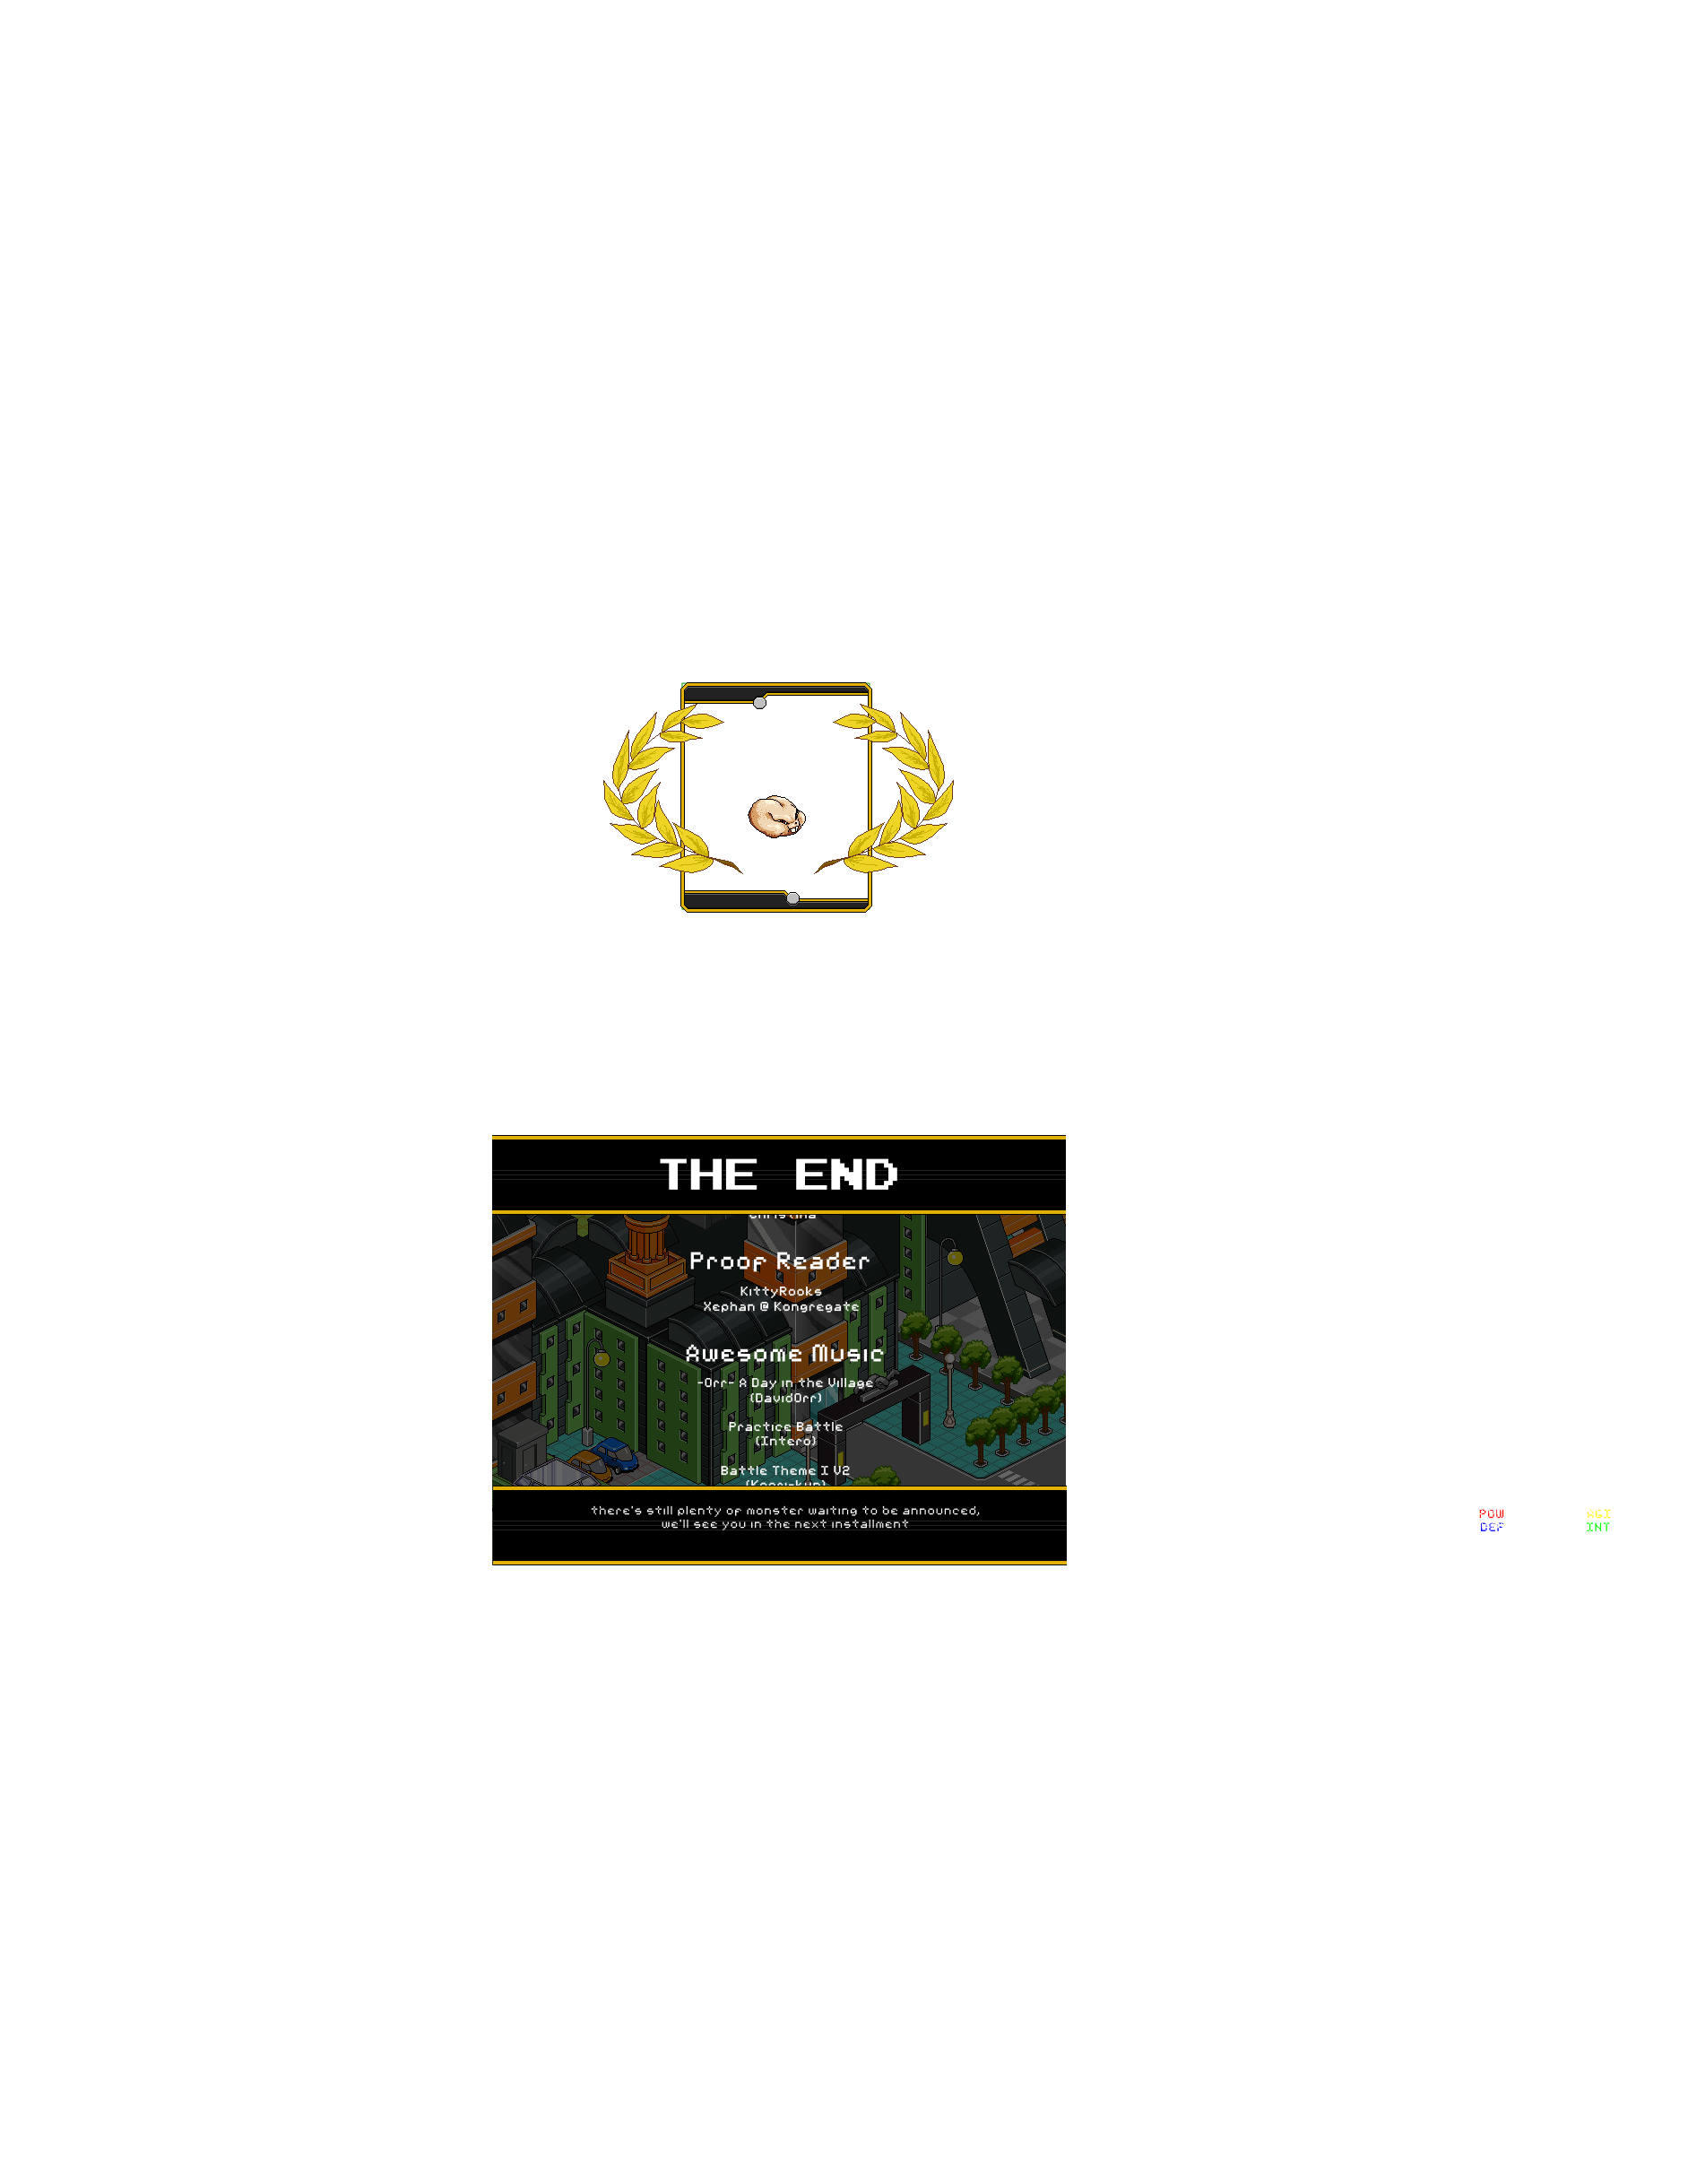 THE END
Christina
Proof Reader
KittyRooks
Xephan @ Kongregate
Awesome Music
-Orr- A Day in the Village
(DavidOrr)
Practice Battle
(Intero)
Battle Theme I V2
there's still plenty of monster waiting to be announced,
we'll see you in the next installment
POW AGI
DEF INT